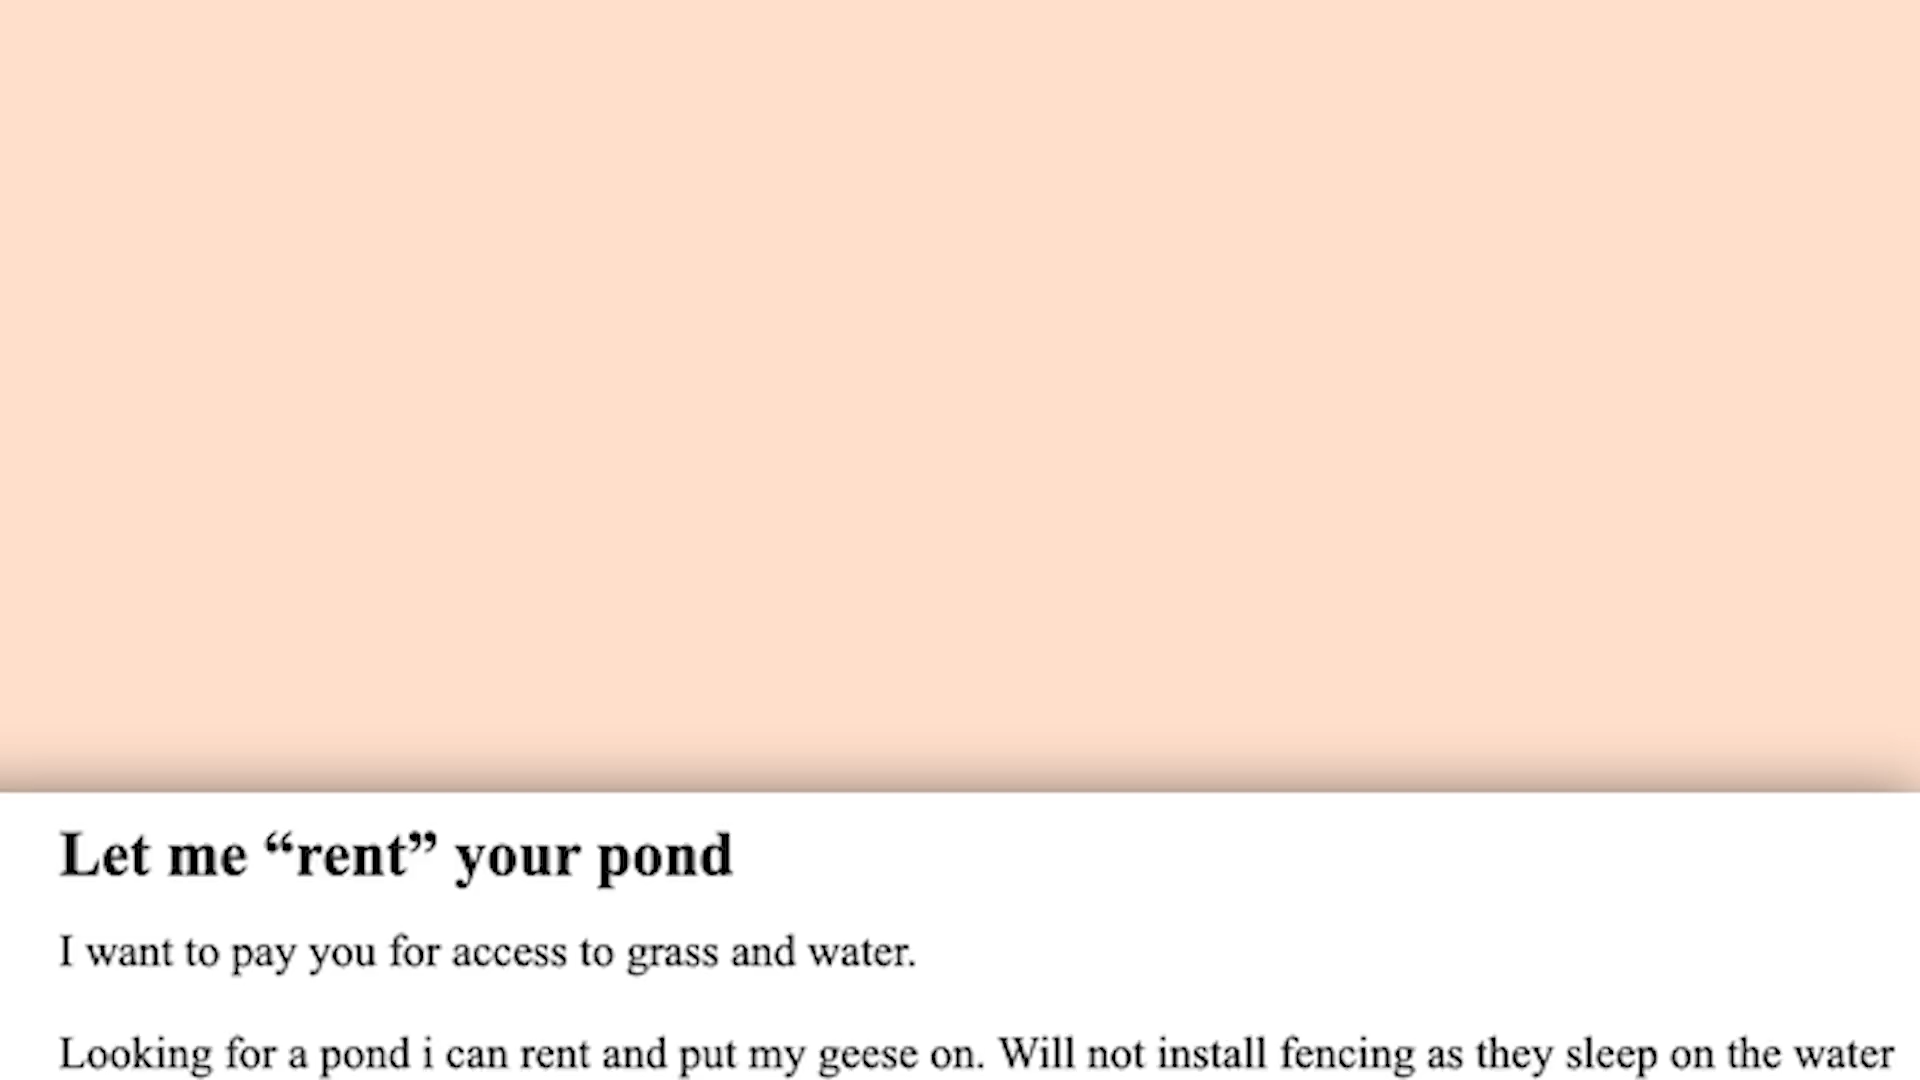 Let me “rent” your pond
I want to pay you for access to grass and water.
Looking for a pond i can rent and put my geese on. Will not install fencing as they sleep on the water